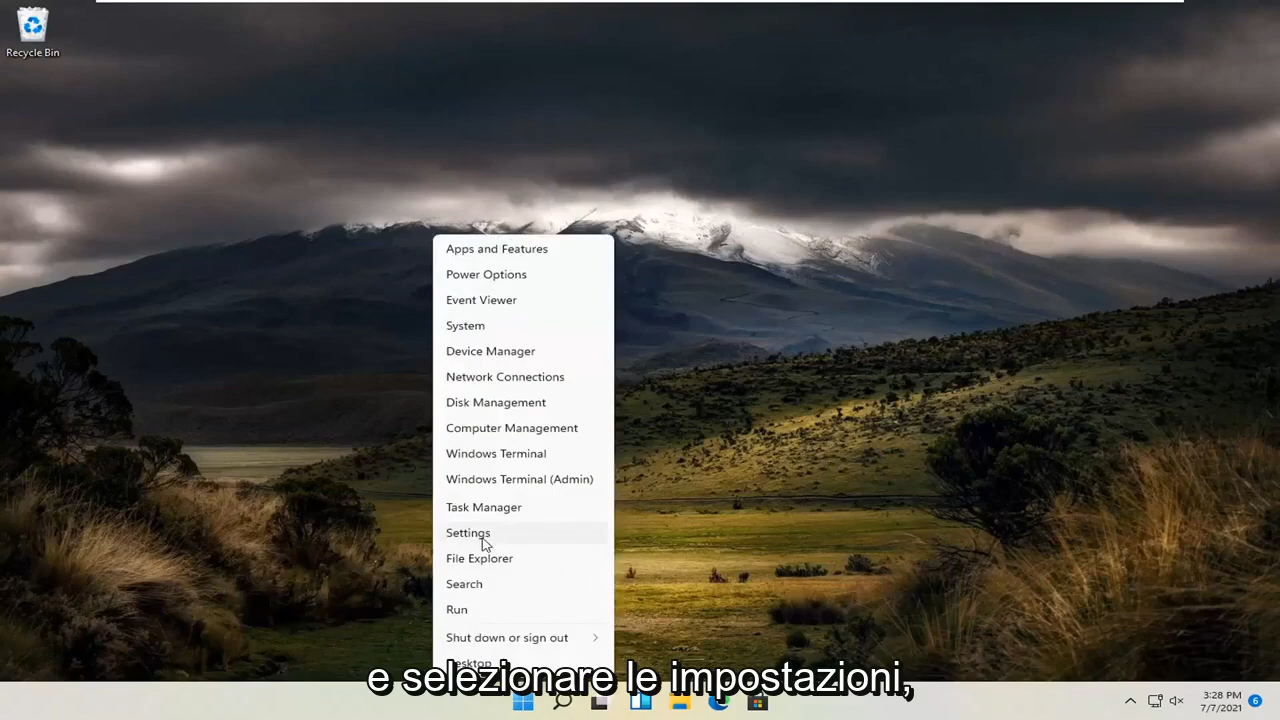 Recycle Bin
Apps and Features
Power Options
Event Viewer
System
Device Manager
Network Connections
Disk Management
Computer Management
Windows Terminal
Windows Terminal (Admin)
Task Manager
Settings
File Explorer
Search
Run
Shut down or sign out
Desktop
e selezionare le impostazioni,
3:28 PM
7/7/2021
6